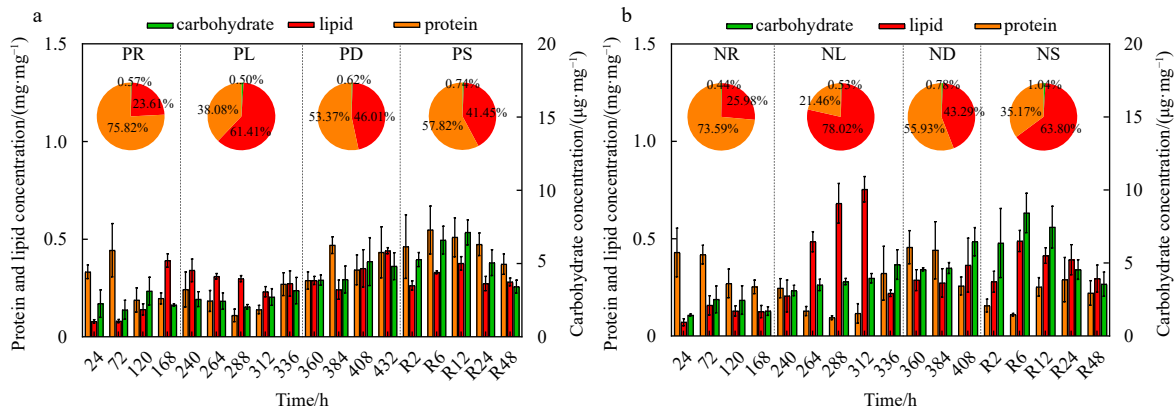 a
carbohydrate lipid protein
PR PL PD PS
0.57% 0.50% 0.62% 0.74%
23.61% 38.08% 53.37% 46.01% 41.45%
75.82% 61.41% 57.82%
Protein and lipid concentration/(mg·mg⁻¹)
1.5
1.0
0.5
0
Carbohydrate concentration/(μg·mg⁻¹)
20
15
10
5
0
24 72 120 168 240 264 288 312 336 360 384 408 432 R2 R6 R12 R24 R48
Time/h
b
carbohydrate lipid protein
NR NL ND NS
0.44% 0.53% 0.78% 1.04%
25.98% 21.46% 43.29% 35.17%
73.59% 78.02% 55.93% 63.80%
Protein and lipid concentration/(mg·mg⁻¹)
1.5
1.0
0.5
0
Carbohydrate concentration/(μg·mg⁻¹)
20
15
10
5
0
24 72 120 168 240 264 288 312 336 360 384 408 R2 R6 R12 R24 R48
Time/h